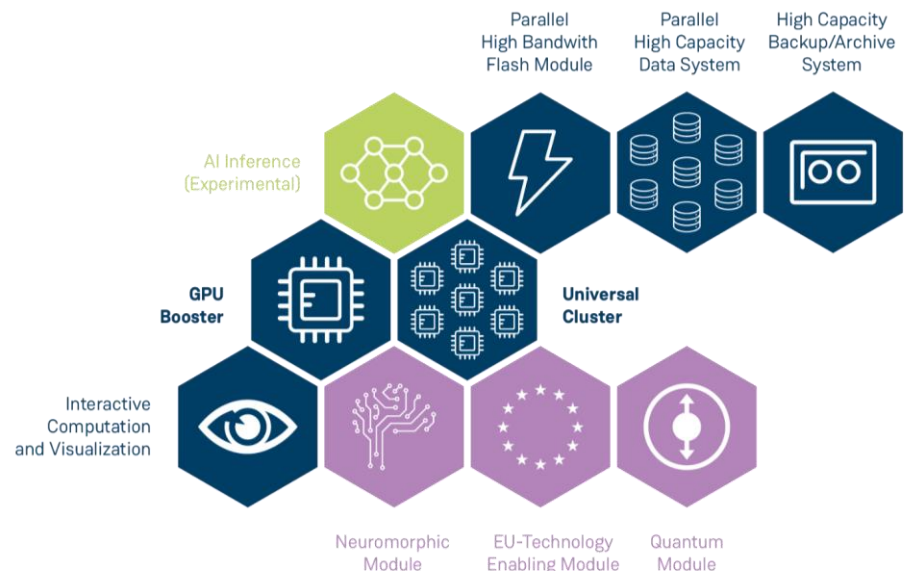 Parallel
High Bandwith
Flash Module
Parallel
High Capacity
Data System
High Capacity
Backup/Archive
System
AI Inference
(Experimental)
GPU
Booster
Universal
Cluster
Interactive
Computation
and Visualization
Neuromorphic
Module
EU-Technology
Enabling Module
Quantum
Module